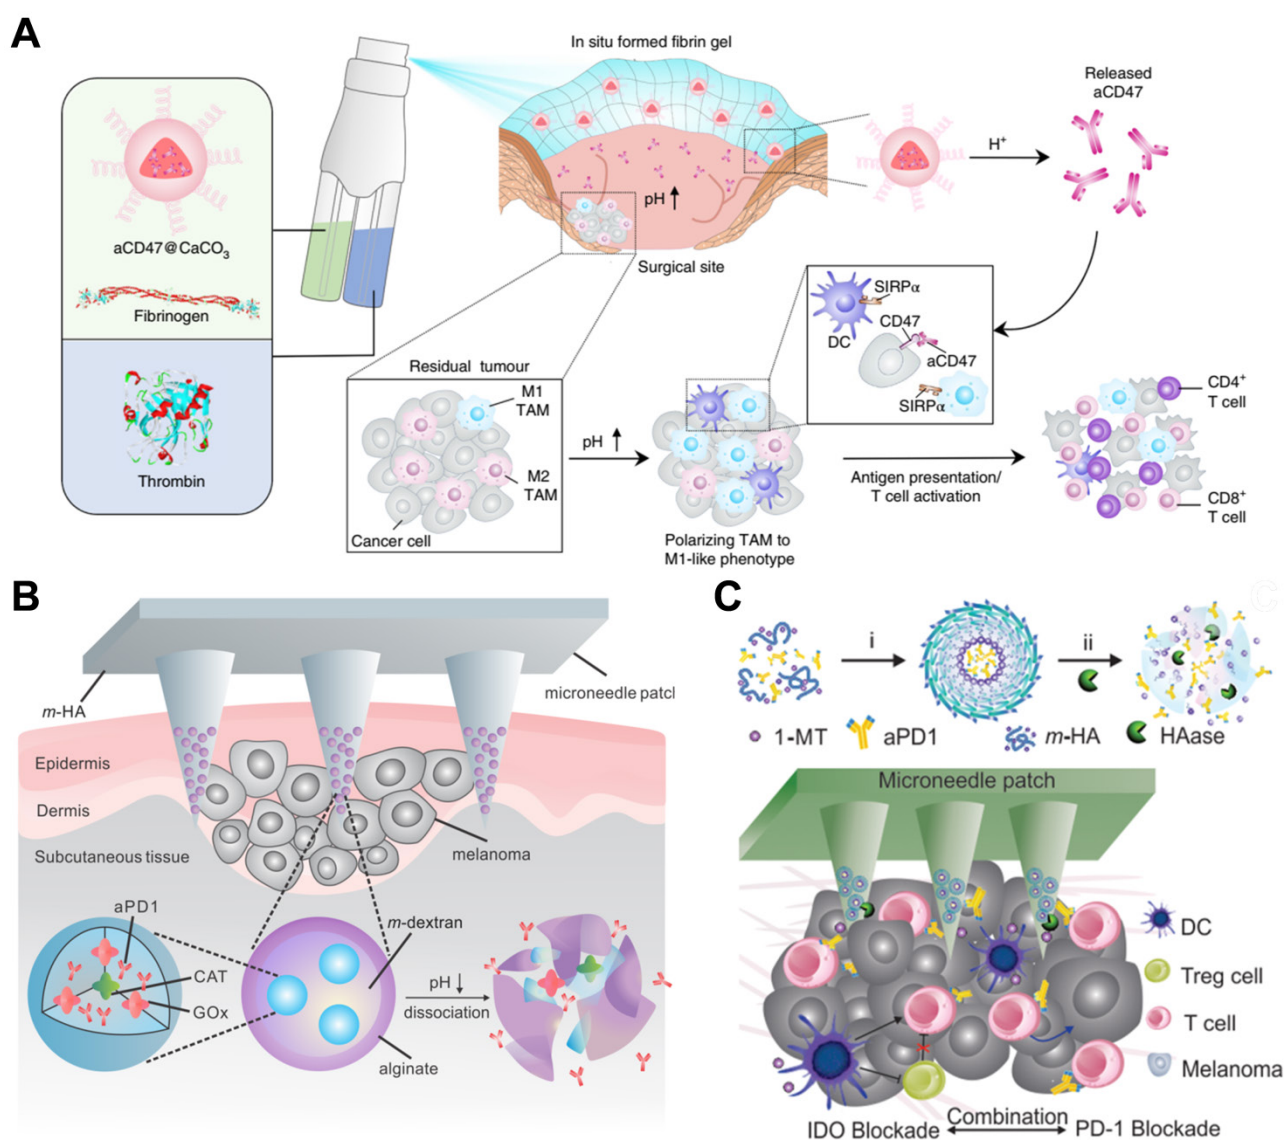 A
In situ formed fibrin gel
Released
aCD47
H⁺
aCD47@CaCO₃
Fibrinogen
Thrombin
pH ↑
Surgical site
SIRPα
DC
CD47
aCD47
SIRPα
Residual tumour
M1
TAM
M2
TAM
Cancer cell
pH ↑
Polarizing TAM to
M1-like phenotype
Antigen presentation/
T cell activation
CD4⁺
T cell
CD8⁺
T cell
B
m-HA
microneedle patcl
Epidermis
Dermis
Subcutaneous tissue
melanoma
aPD1
CAT
GOx
m-dextran
alginate
pH ↓
dissociation
C
C
i
ii
1-MT
aPD1
m-HA
HAase
Microneedle patch
DC
Treg cell
T cell
Melanoma
IDO Blockade
Combination
PD-1 Blockade